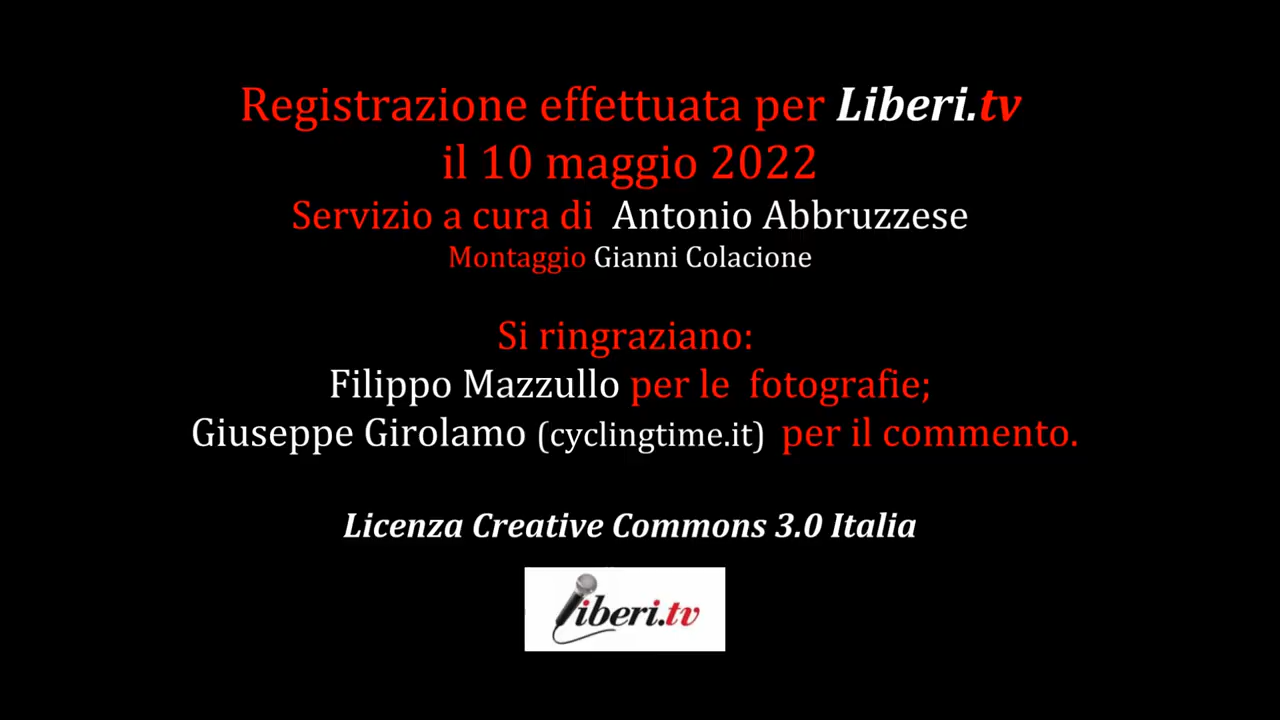 Registrazione effettuata per Liberi.tv
il 10 maggio 2022
Servizio a cura di Antonio Abbruzzese
Montaggio Gianni Colacione
Si ringraziano:
Filippo Mazzullo per le fotografie;
Giuseppe Girolamo (cyclingtime.it) per il commento.
Licenza Creative Commons 3.0 Italia
liberi.tv